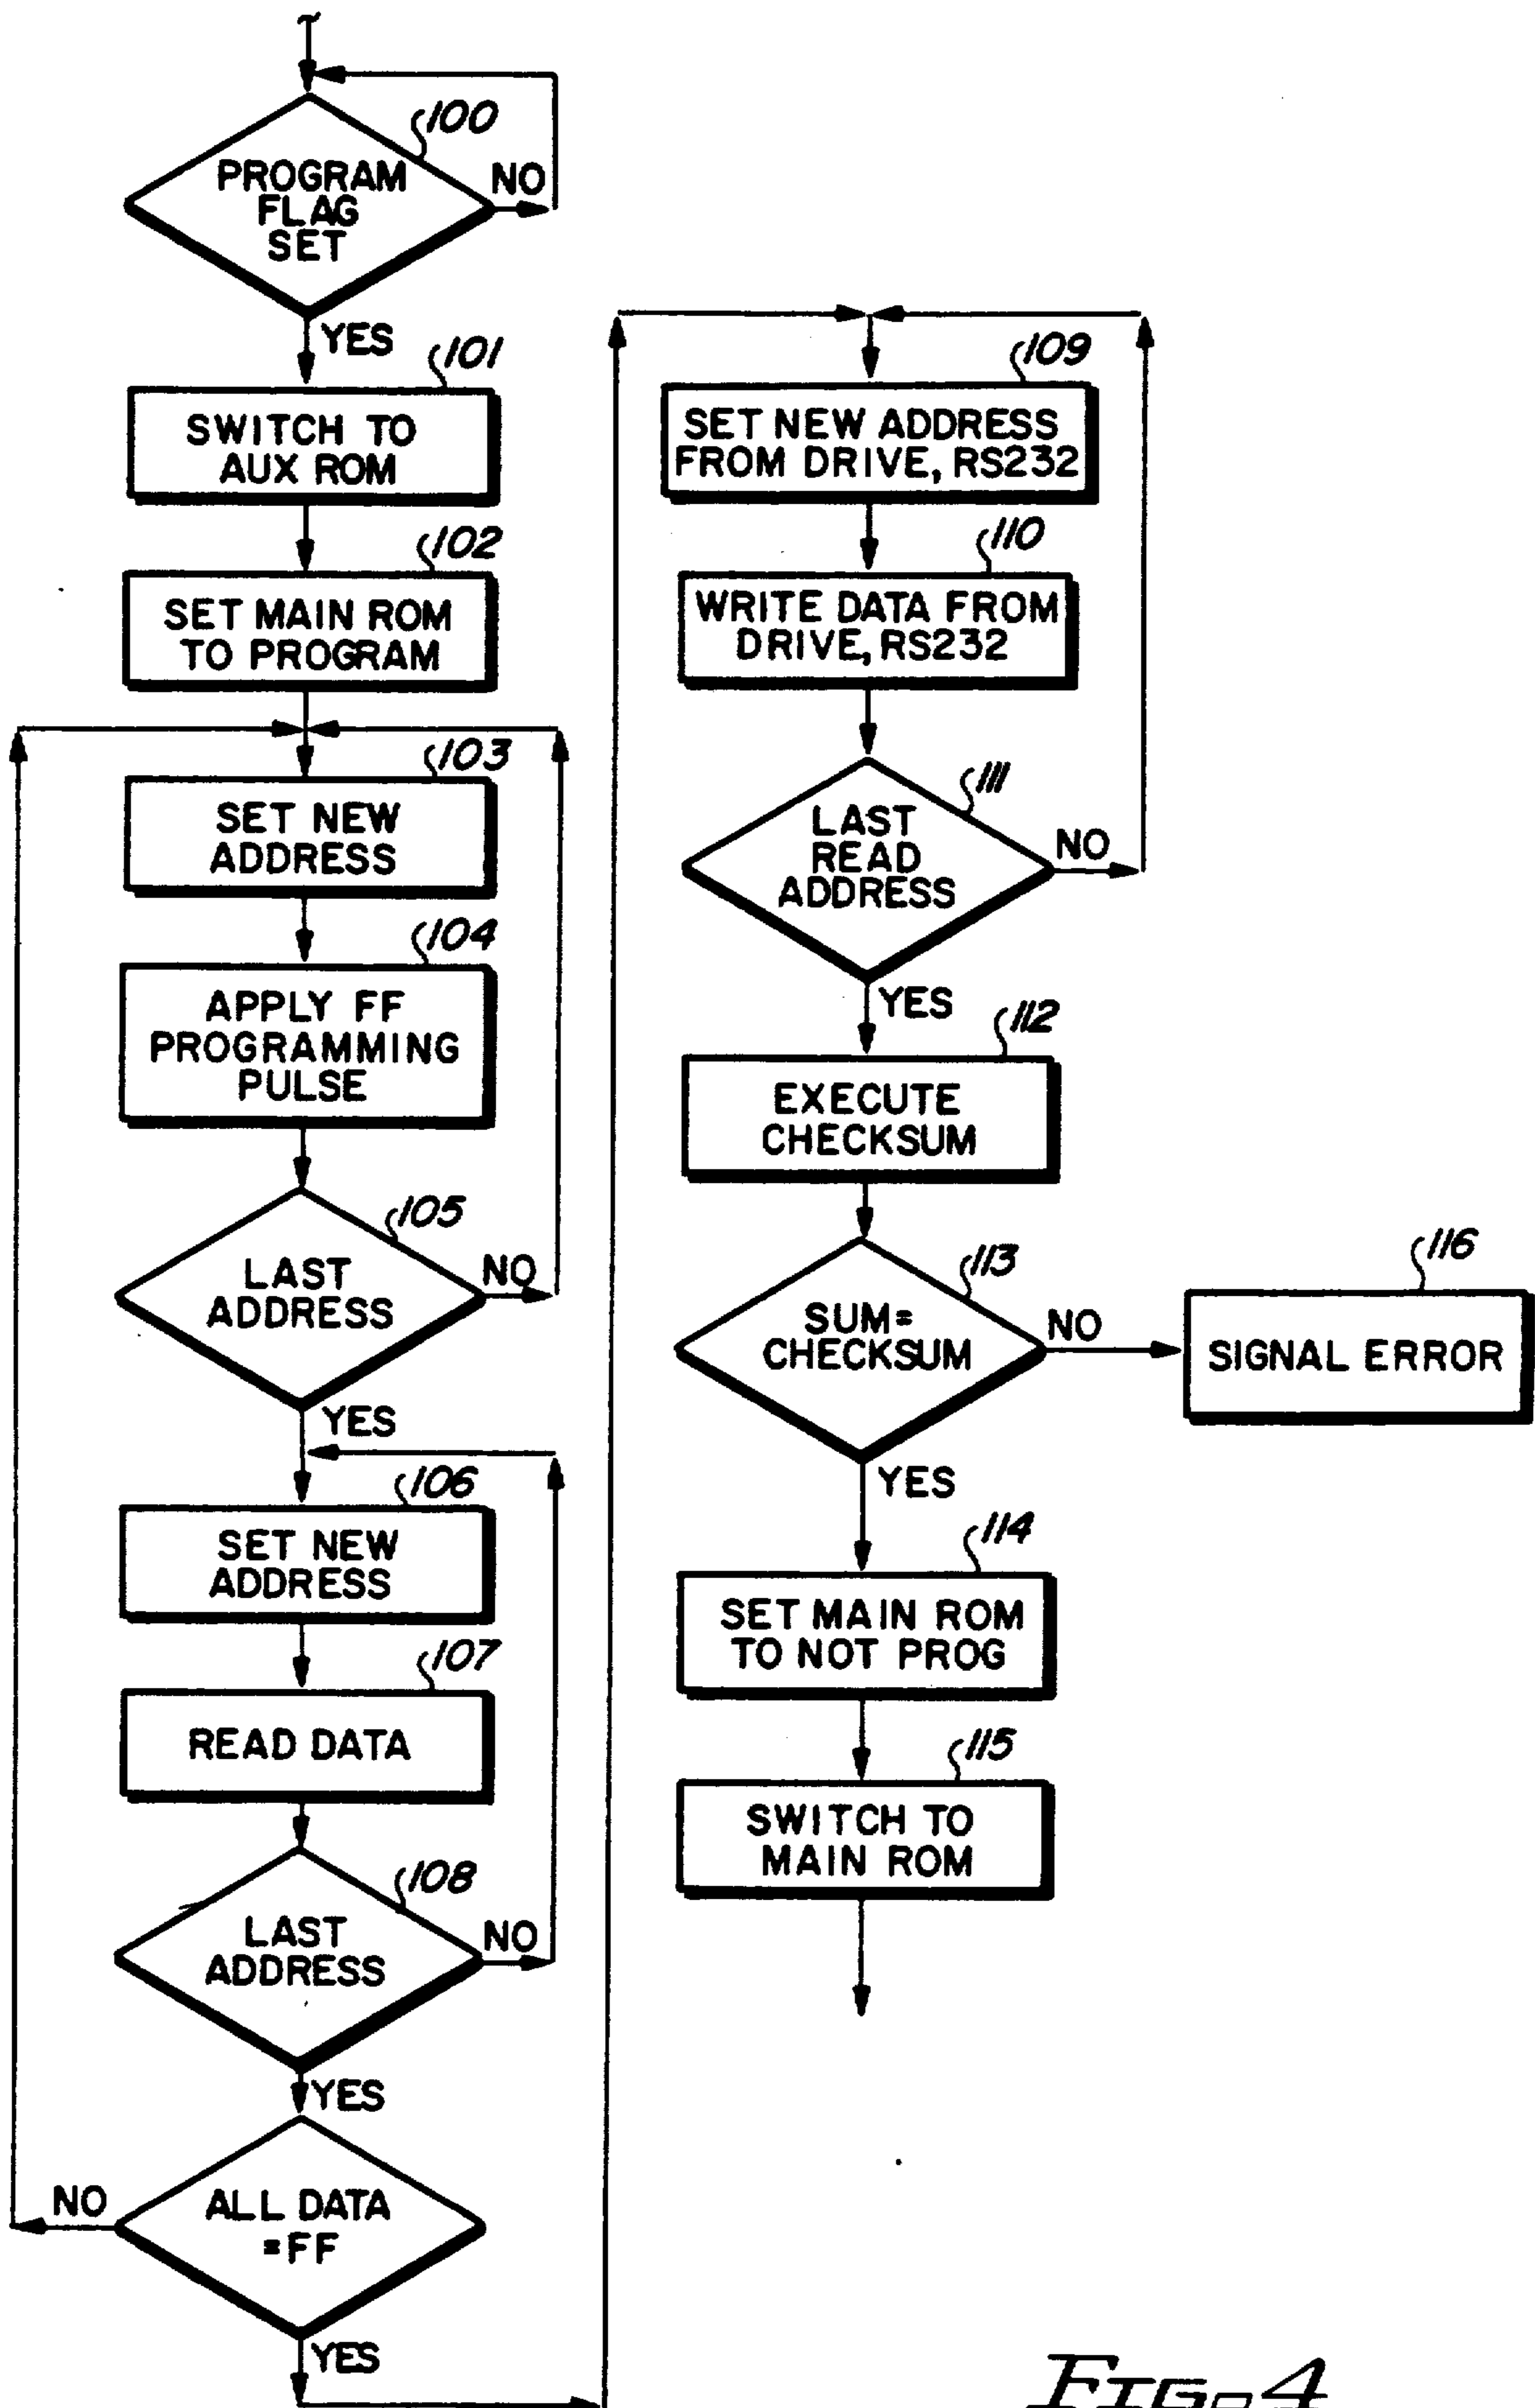 100
PROGRAM
FLAG
SET
NO
YES
101
SWITCH TO
AUX ROM
102
SET MAIN ROM
TO PROGRAM
103
SET NEW
ADDRESS
104
APPLY FF
PROGRAMMING
PULSE
105
LAST
ADDRESS
NO
YES
106
SET NEW
ADDRESS
107
READ DATA
108
LAST
ADDRESS
NO
YES
ALL DATA
=FF
NO
YES
109
SET NEW ADDRESS
FROM DRIVE, RS232
110
WRITE DATA FROM
DRIVE, RS232
111
LAST
READ
ADDRESS
NO
YES
112
EXECUTE
CHECKSUM
113
SUM=
CHECKSUM
NO
116
SIGNAL ERROR
YES
114
SET MAIN ROM
TO NOT PROG
115
SWITCH TO
MAIN ROM
FIG-4